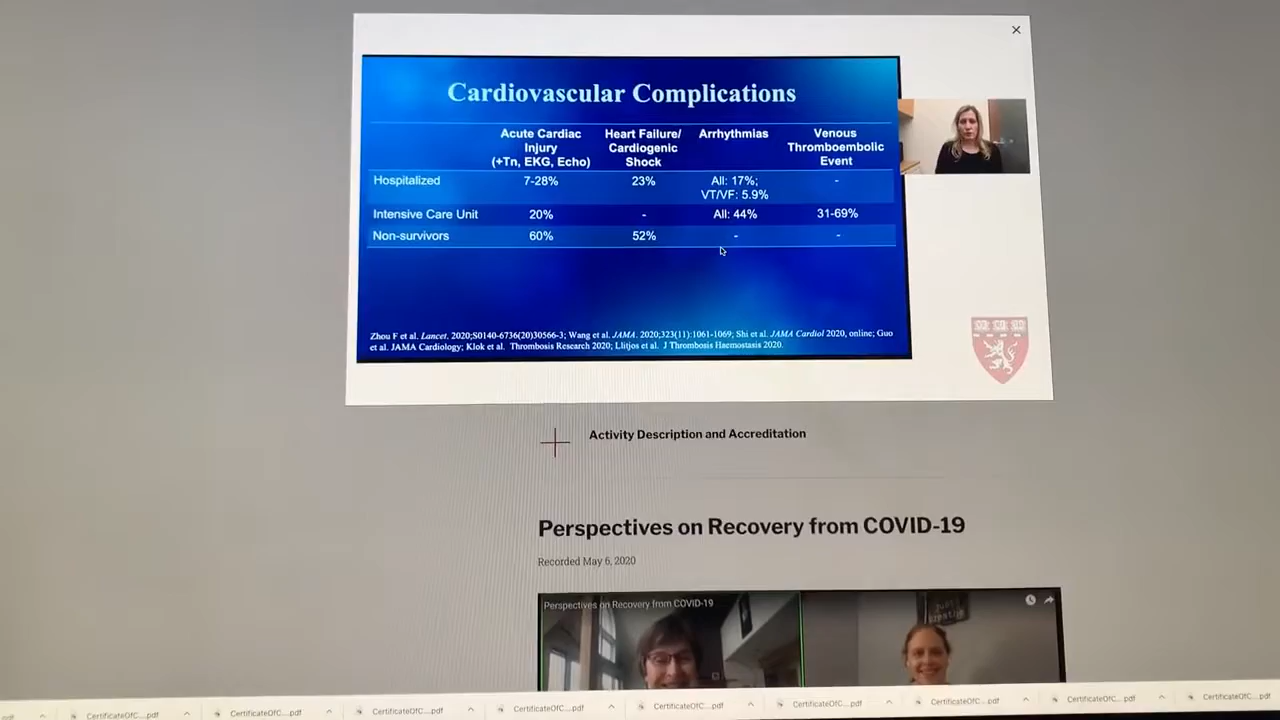 ×
Cardiovascular Complications
Acute Cardiac Injury (+Tn, EKG, Echo)
Heart Failure/ Cardiogenic Shock
Arrhythmias
Venous Thromboembolic Event
Hospitalized 7-28% 23% All: 17%; VT/VF: 5.9% -
Intensive Care Unit 20% - All: 44% 31-69%
Non-survivors 60% 52% - -
Zhou F et al. Lancet. 2020;S0140-6736(20)30566-3; Wang et al. JAMA. 2020;323(11):1061-1069; Shi et al. JAMA Cardiol 2020, online; Guo
et al. JAMA Cardiology; Klok et al. Thrombosis Research 2020; Llitjos et al. J Thrombosis Haemostasis 2020.
Activity Description and Accreditation
Perspectives on Recovery from COVID-19
Recorded May 6, 2020
Perspectives on Recovery from COVID-19
just breathe
CertificateOfC....pdf
CertificateOfC....pdf
CertificateOfC....pdf
CertificateOfC....pdf
CertificateOfC....pdf
CertificateOfC....pdf
CertificateOfC....pdf
CertificateOfC....pdf
CertificateOfC....pdf